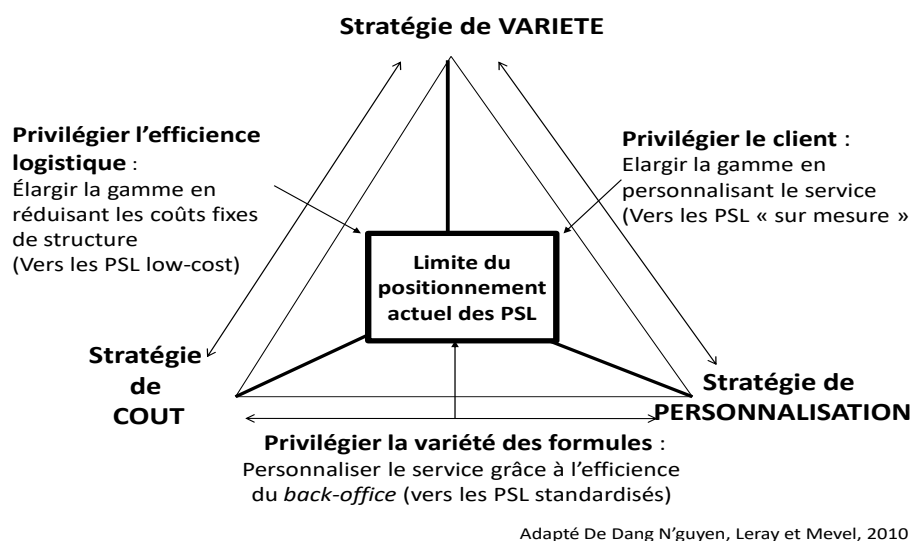 Stratégie de VARIETE
Privilégier l’efficience
logistique :
Élargir la gamme en
réduisant les coûts fixes
de structure
(Vers les PSL low-cost)
Privilégier le client :
Elargir la gamme en
personnalisant le service
(Vers les PSL « sur mesure »
Limite du
positionnement
actuel des PSL
Stratégie
de
COUT
Stratégie de
PERSONNALISATION
Privilégier la variété des formules :
Personnaliser le service grâce à l’efficience
du back-office (vers les PSL standardisés)
Adapté De Dang N’guyen, Leray et Mevel, 2010